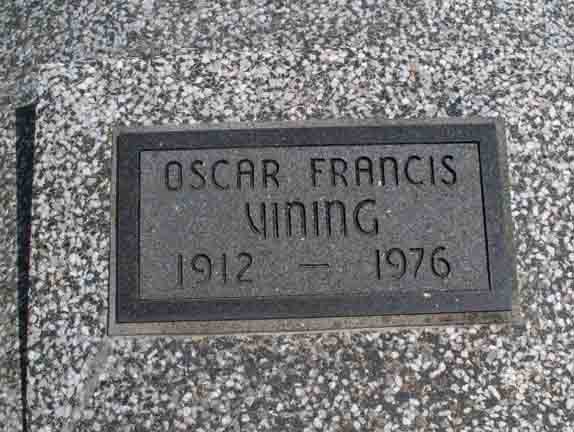 OSCAR FRANCIS
VINING
1912 — 1976